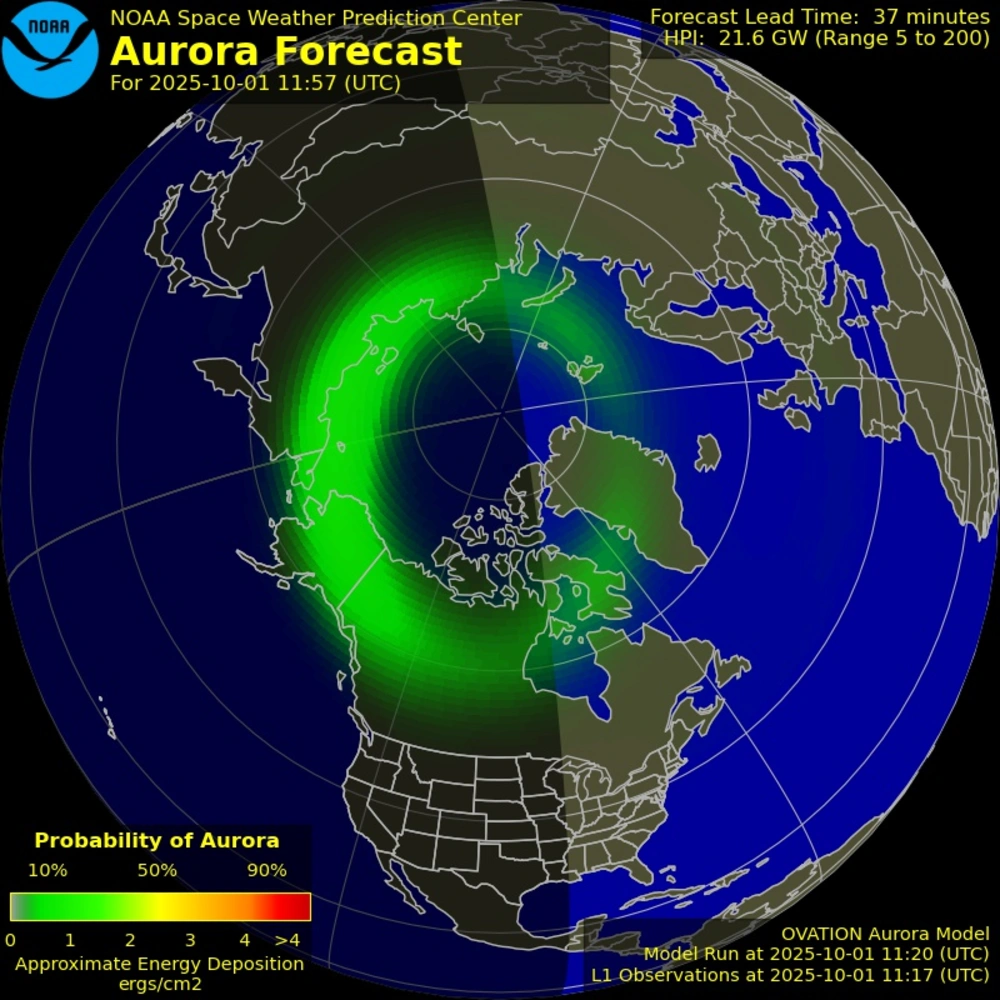 NOAA
NOAA Space Weather Prediction Center
Aurora Forecast
For 2025-10-01 11:57 (UTC)
Forecast Lead Time: 37 minutes
HPI: 21.6 GW (Range 5 to 200)
Probability of Aurora
10% 50% 90%
0 1 2 3 4 >4
Approximate Energy Deposition
ergs/cm2
OVATION Aurora Model
Model Run at 2025-10-01 11:20 (UTC)
L1 Observations at 2025-10-01 11:17 (UTC)